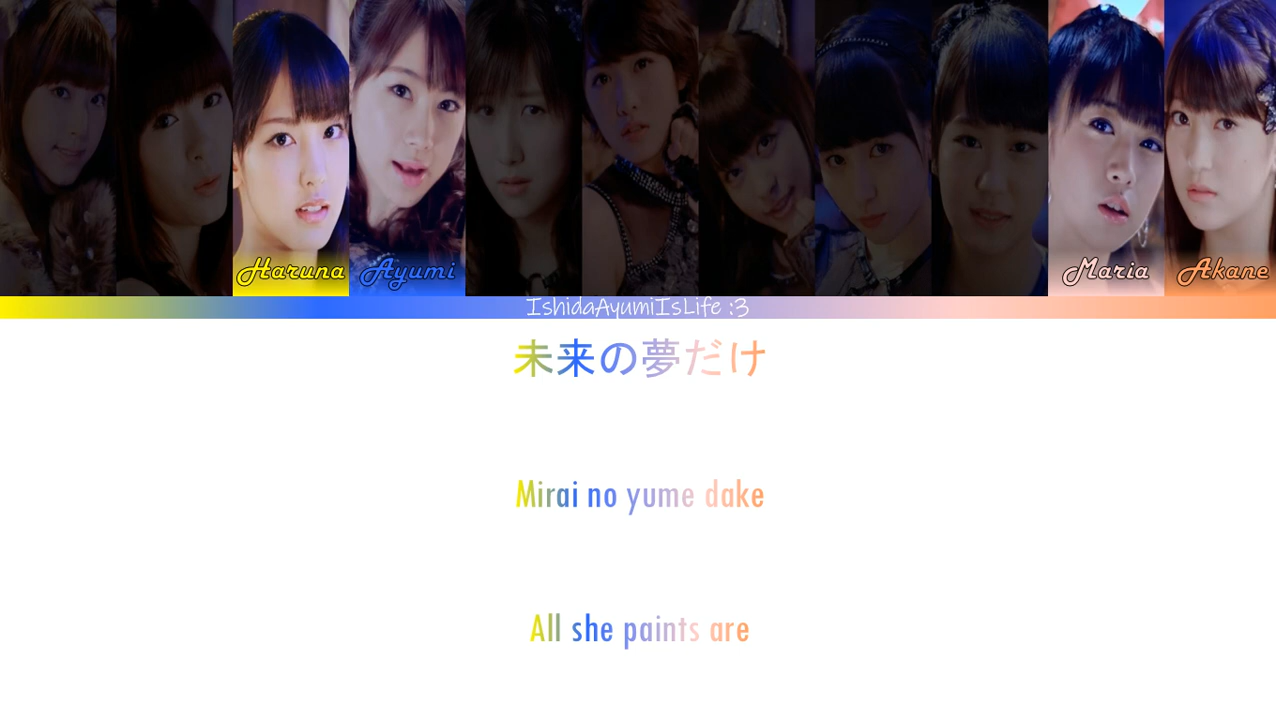 Haruna Ayumi Maria Akane
IshidaAyumiIsLife :3
未来の夢だけ
Mirai no yume dake
All she paints are